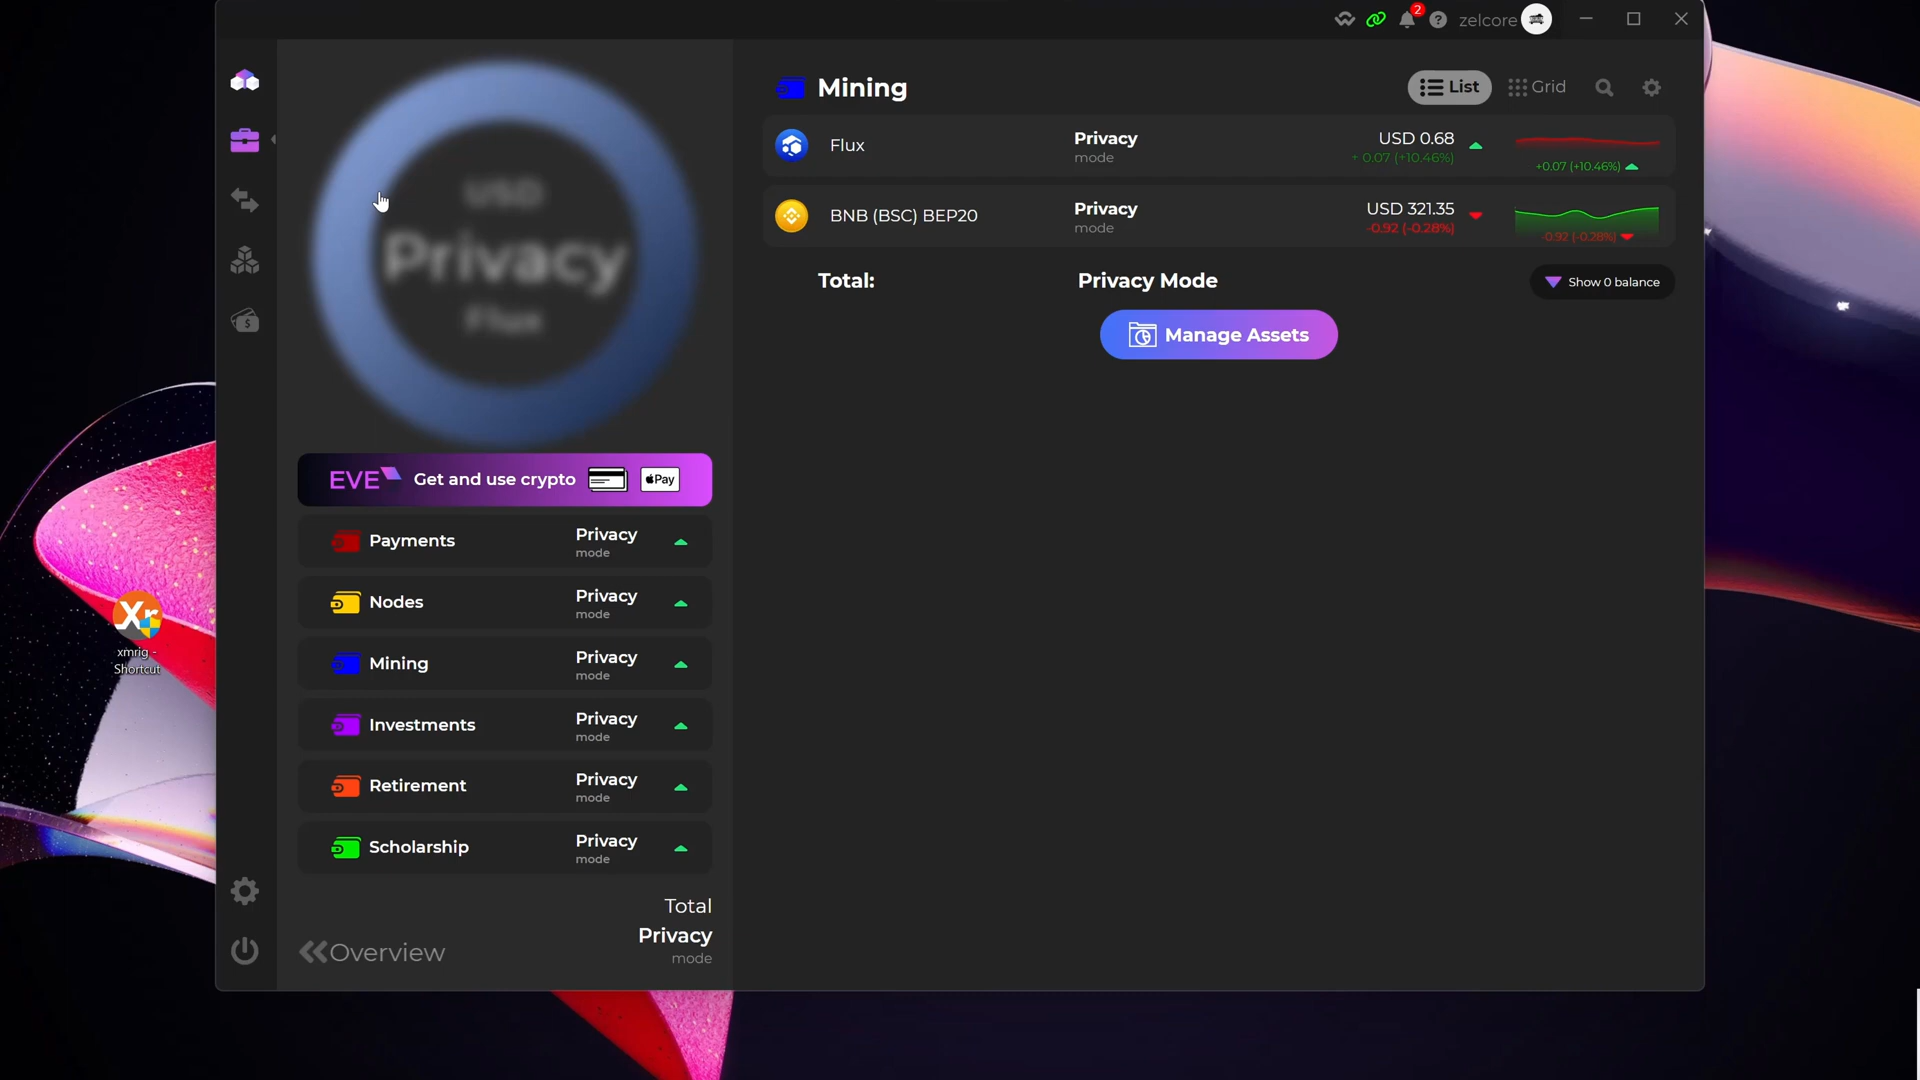 2
zelcore
USD
Privacy
Flux
EVE Get and use crypto Pay
Payments Privacy
mode
Nodes Privacy
mode
Mining Privacy
mode
Investments Privacy
mode
Retirement Privacy
mode
Scholarship Privacy
mode
Total
Privacy
mode
Overview
Mining List Grid
Flux Privacy USD 0.68
mode + 0.07 (+10.46%) +0.07 (+10.46%)
BNB (BSC) BEP20 Privacy USD 321.35
mode -0.92 (-0.28%) -0.92 (-0.28%)
Total: Privacy Mode Show 0 balance
Manage Assets
Xr
xmrig -
Shortcut